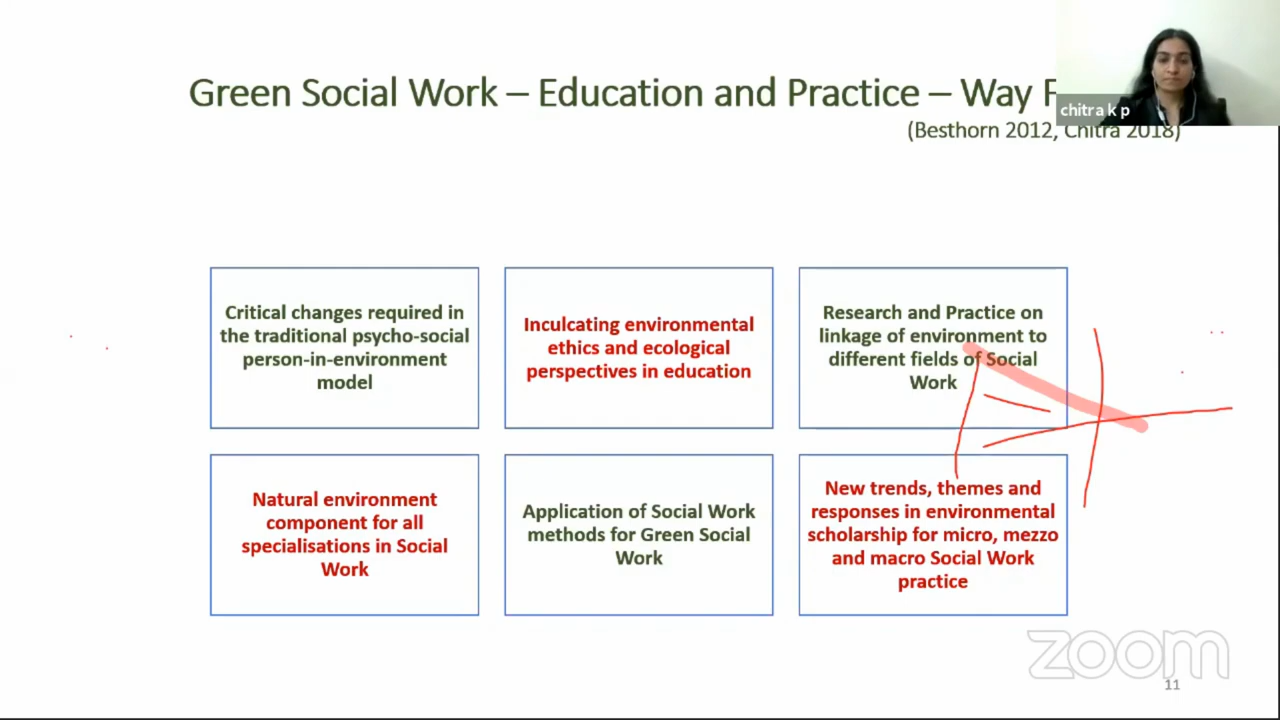 Green Social Work – Education and Practice – Way
chitra k p
(Besthorn 2012, Chitra 2018)
Critical changes required in
the traditional psycho-social
person-in-environment
model
Inculcating environmental
ethics and ecological
perspectives in education
Research and Practice on
linkage of environment to
different fields of Social
Work
Natural environment
component for all
specialisations in Social
Work
Application of Social Work
methods for Green Social
Work
New trends, themes and
responses in environmental
scholarship for micro, mezzo
and macro Social Work
practice
zoom
11